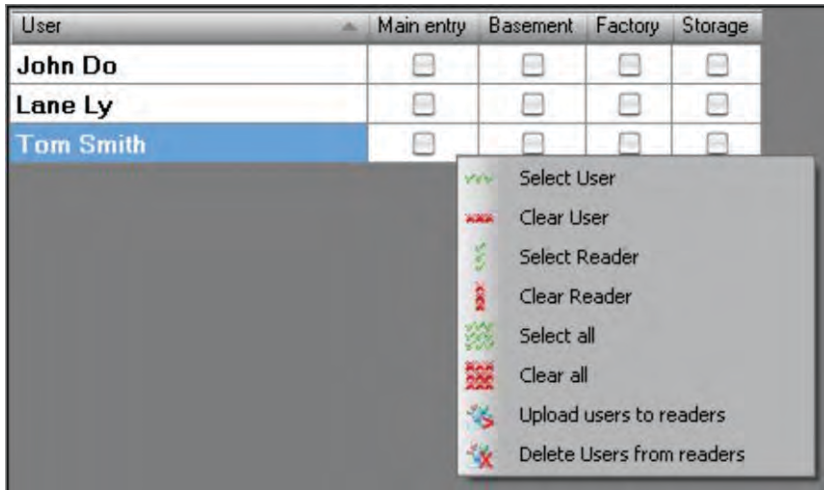 User Main entry Basement Factory Storage
John Do
Lane Ly
Tom Smith
Select User
Clear User
Select Reader
Clear Reader
Select all
Clear all
Upload users to readers
Delete Users from readers